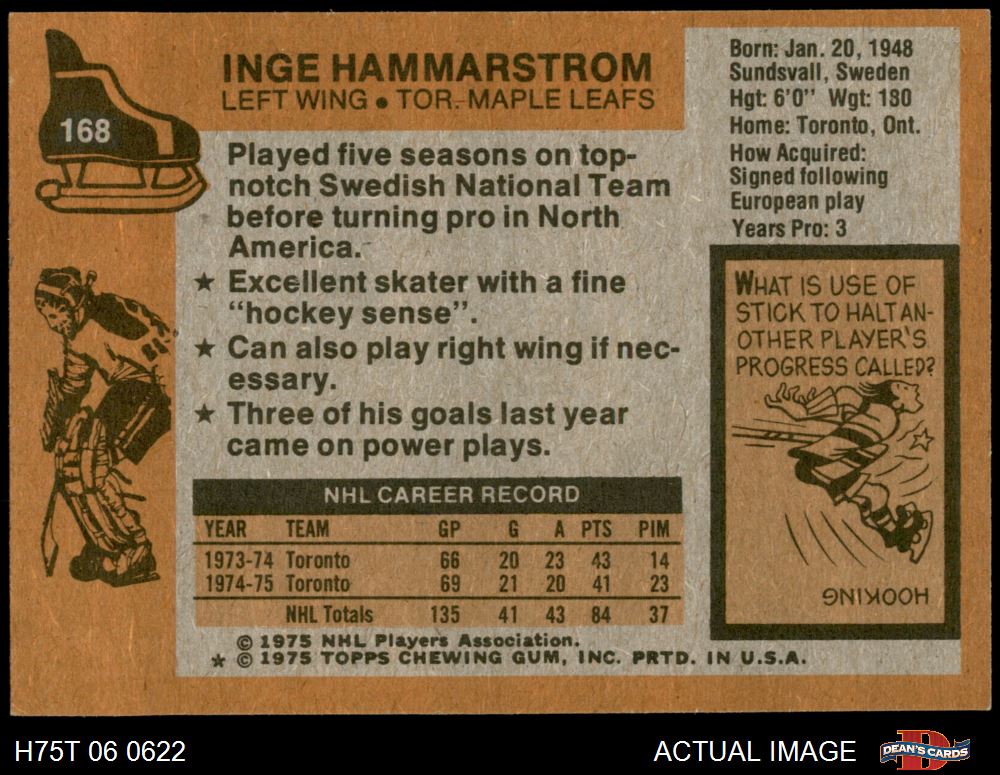 168
INGE HAMMARSTROM
LEFT WING • TOR. MAPLE LEAFS
Played five seasons on top-
notch Swedish National Team
before turning pro in North
America.
★ Excellent skater with a fine
"hockey sense".
★ Can also play right wing if nec-
essary.
★ Three of his goals last year
came on power plays.
Born: Jan. 20, 1948
Sundsvall, Sweden
Hgt: 6'0" Wgt: 180
Home: Toronto, Ont.
How Acquired:
Signed following
European play
Years Pro: 3
WHAT IS USE OF
STICK TO HALT AN-
OTHER PLAYER'S
PROGRESS CALLED?
HOOKING
NHL CAREER RECORD
YEAR TEAM GP G A PTS PIM
1973-74 Toronto 66 20 23 43 14
1974-75 Toronto 69 21 20 41 23
NHL Totals 135 41 43 84 37
© 1975 NHL Players Association.
★ © 1975 TOPPS CHEWING GUM, INC. PRTD. IN U.S.A.
H75T 06 0622
ACTUAL IMAGE
D
DEAN'S CARDS